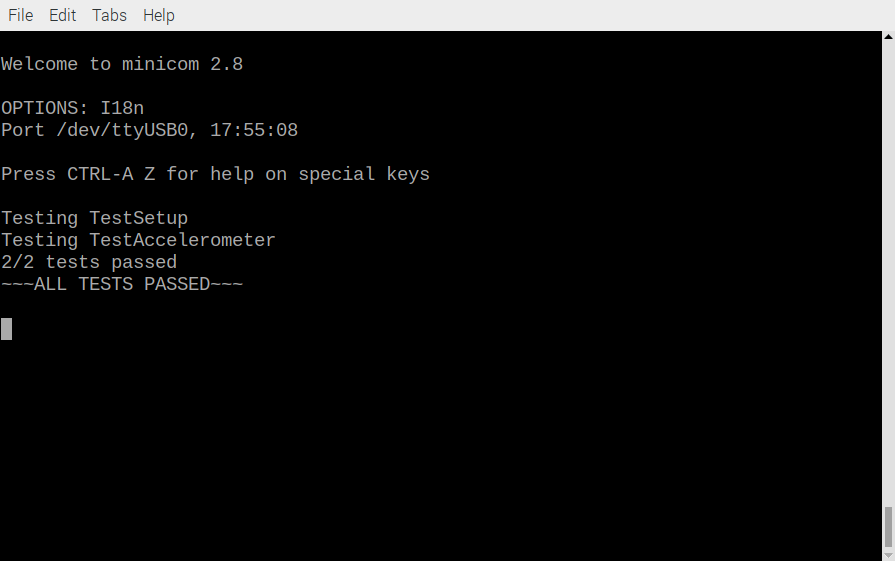 File Edit Tabs Help
Welcome to minicom 2.8
OPTIONS: I18n
Port /dev/ttyUSB0, 17:55:08
Press CTRL-A Z for help on special keys
Testing TestSetup
Testing TestAccelerometer
2/2 tests passed
~~~ALL TESTS PASSED~~~